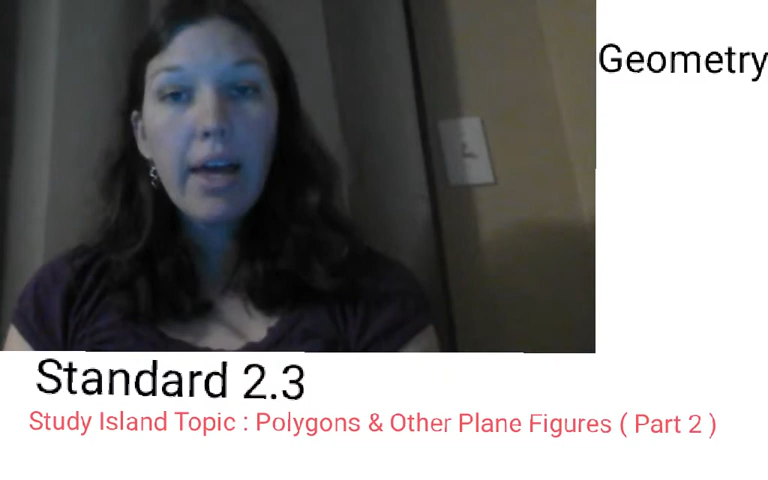 Geometry
Standard 2.3
Study Island Topic : Polygons & Other Plane Figures ( Part 2 )